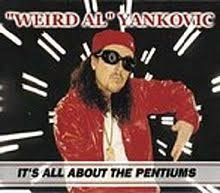 "WEIRD AL" YANKOVIC
IT'S ALL ABOUT THE PENTIUMS